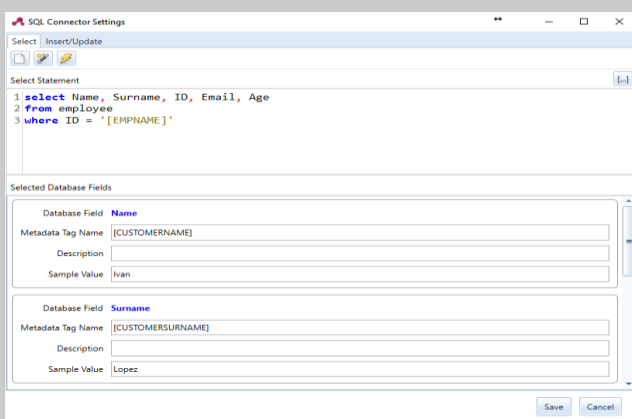 SQL Connector Settings
Select Insert/Update
Select Statement [...]
1 select Name, Surname, ID, Email, Age
2 from employee
3 where ID = '[EMPNAME]'
Selected Database Fields
Database Field Name
Metadata Tag Name [CUSTOMERNAME]
Description
Sample Value Ivan
Database Field Surname
Metadata Tag Name [CUSTOMERSURNAME]
Description
Sample Value Lopez
Save Cancel